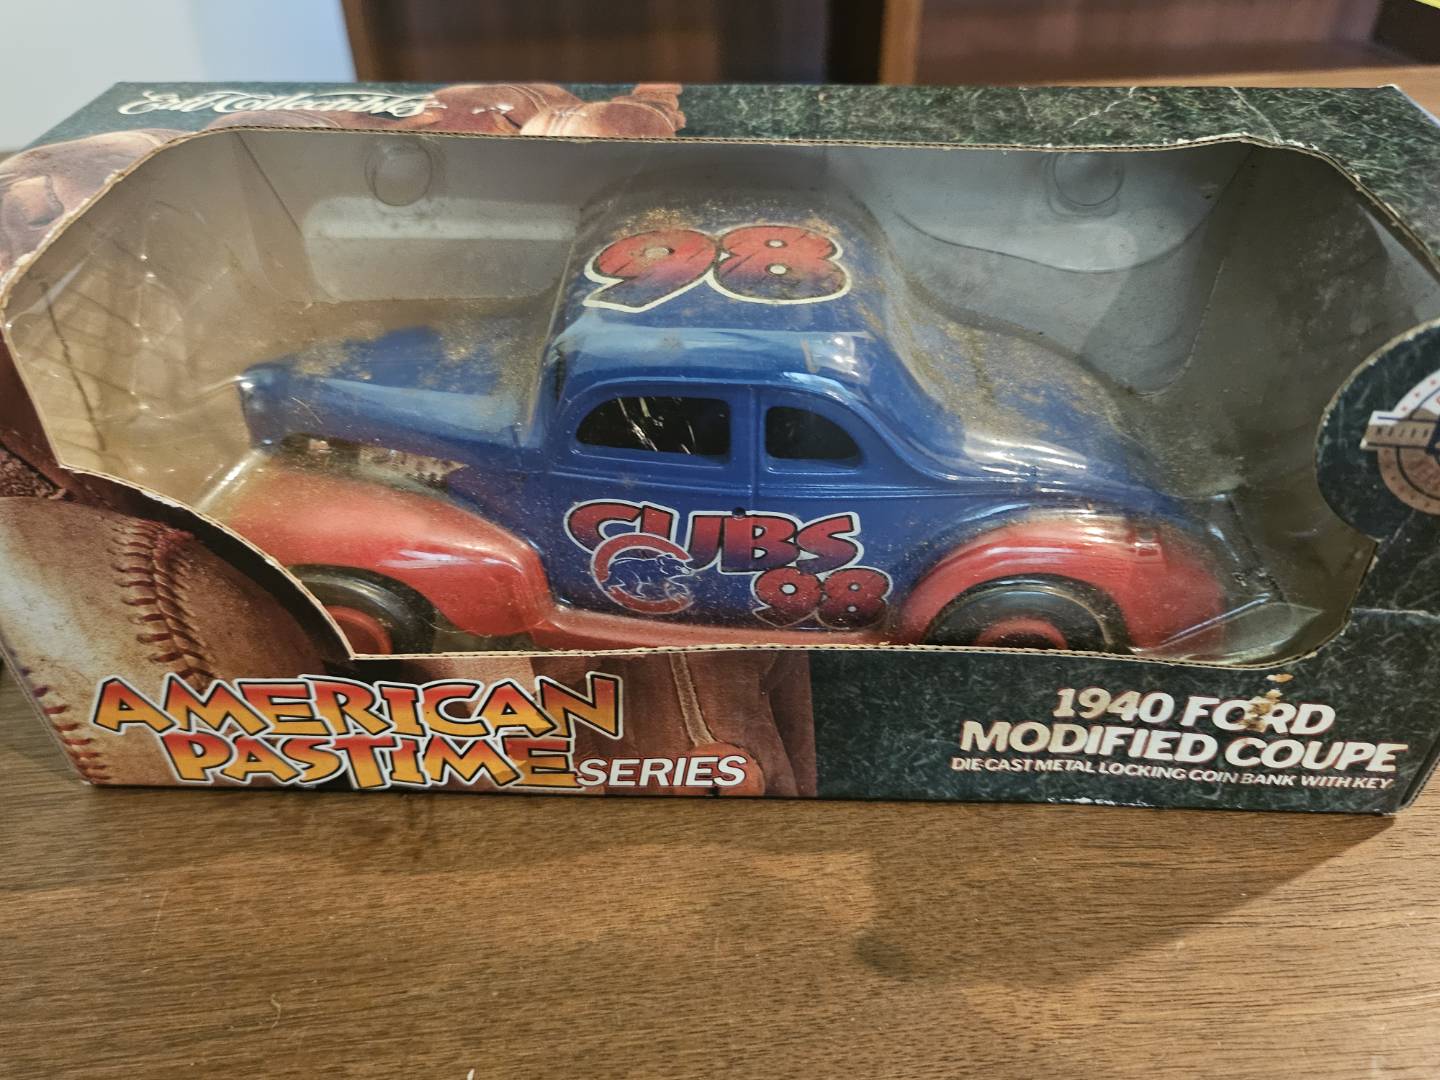 Ertl Collectibles
98
CUBS
98
AMERICAN
PASTIME SERIES
1940 FORD
MODIFIED COUPE
DIE CAST METAL LOCKING COIN BANK WITH KEY